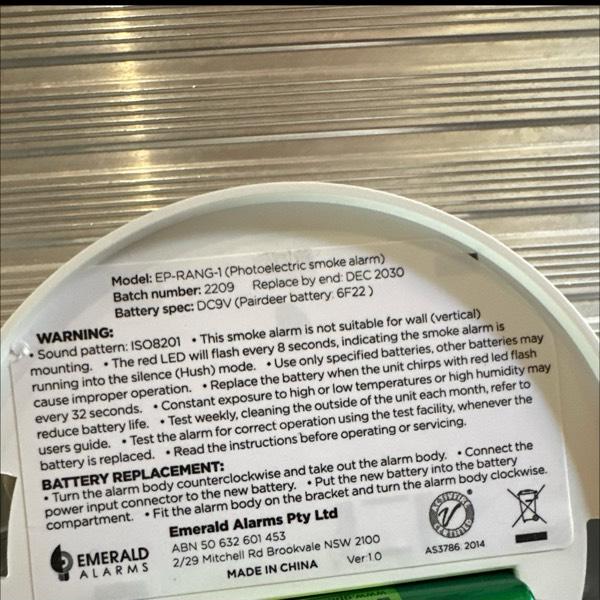 Model: EP-RANG-1 (Photoelectric smoke alarm)
Batch number: 2209 Replace by end: DEC 2030
Battery spec: DC9V (Pairdeer battery: 6F22 )
WARNING:
• Sound pattern: ISO8201 • This smoke alarm is not suitable for wall (vertical)
mounting. • The red LED will flash every 8 seconds, indicating the smoke alarm is
running into the silence (Hush) mode. • Use only specified batteries, other batteries may
cause improper operation. • Replace the battery when the unit chirps with red led flash
every 32 seconds. • Constant exposure to high or low temperatures or high humidity may
reduce battery life. • Test weekly, cleaning the outside of the unit each month, refer to
users guide. • Test the alarm for correct operation using the test facility, whenever the
battery is replaced. • Read the instructions before operating or servicing.
BATTERY REPLACEMENT:
• Turn the alarm body counterclockwise and take out the alarm body. • Connect the
power input connector to the new battery. • Put the new battery into the battery
compartment. • Fit the alarm body on the bracket and turn the alarm body clockwise.
EMERALD
ALARMS
Emerald Alarms Pty Ltd
ABN 50 632 601 453
2/29 Mitchell Rd Brookvale NSW 2100
MADE IN CHINA Ver 1.0
AS3786. 2014